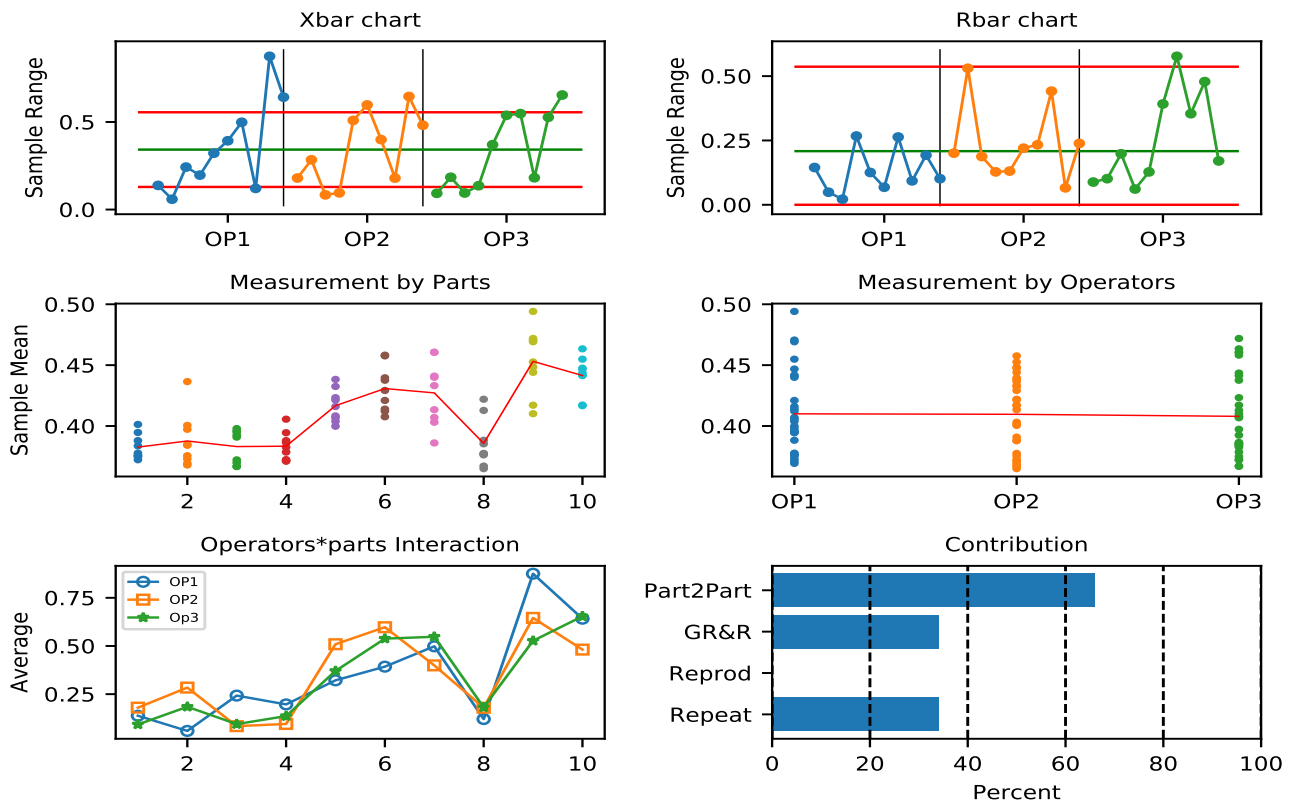 Xbar chart
Sample Range
0.5
0.0
OP1 OP2 OP3
Rbar chart
Sample Range
0.50
0.25
0.00
OP1 OP2 OP3
Measurement by Parts
Sample Mean
0.50
0.45
0.40
2 4 6 8 10
Measurement by Operators
0.50
0.45
0.40
OP1 OP2 OP3
Operators*parts Interaction
Average
0.75
0.50
0.25
OP1
OP2
Op3
2 4 6 8 10
Contribution
Part2Part
GR&R
Reprod
Repeat
0 20 40 60 80 100
Percent